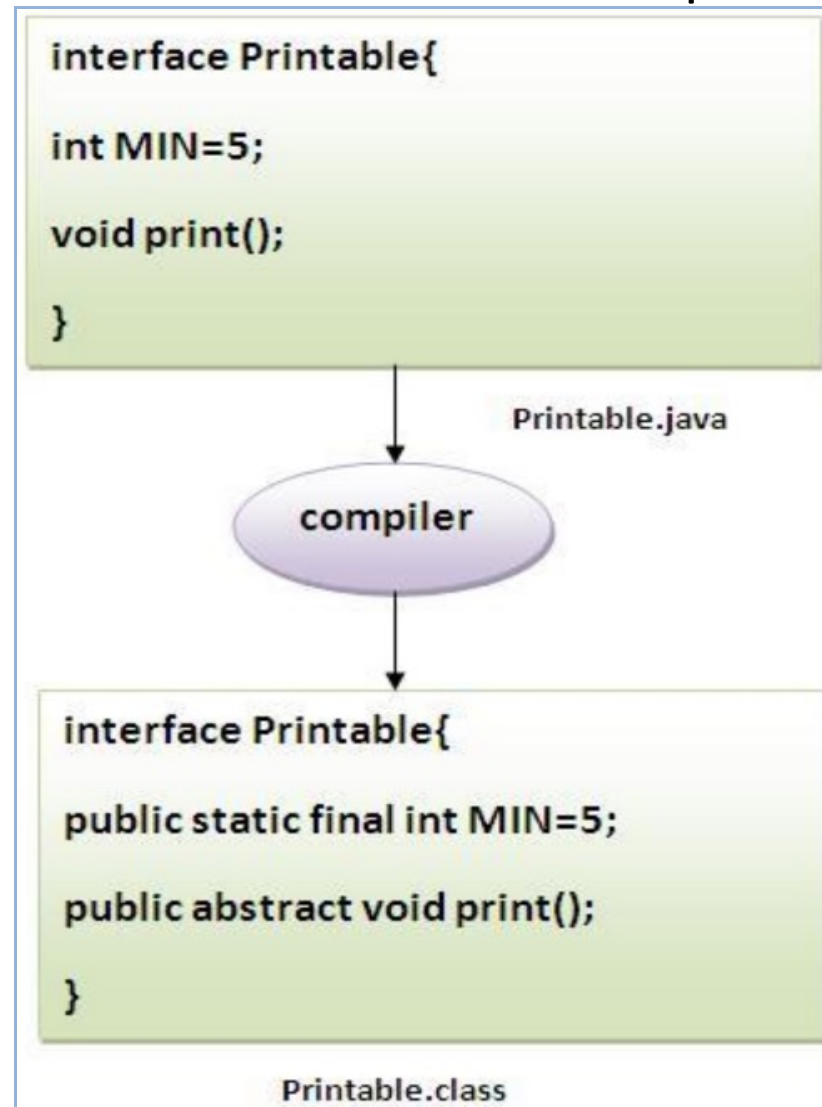 interface Printable{
int MIN=5;
void print();
}
Printable.java
compiler
interface Printable{
public static final int MIN=5;
public abstract void print();
}
Printable.class